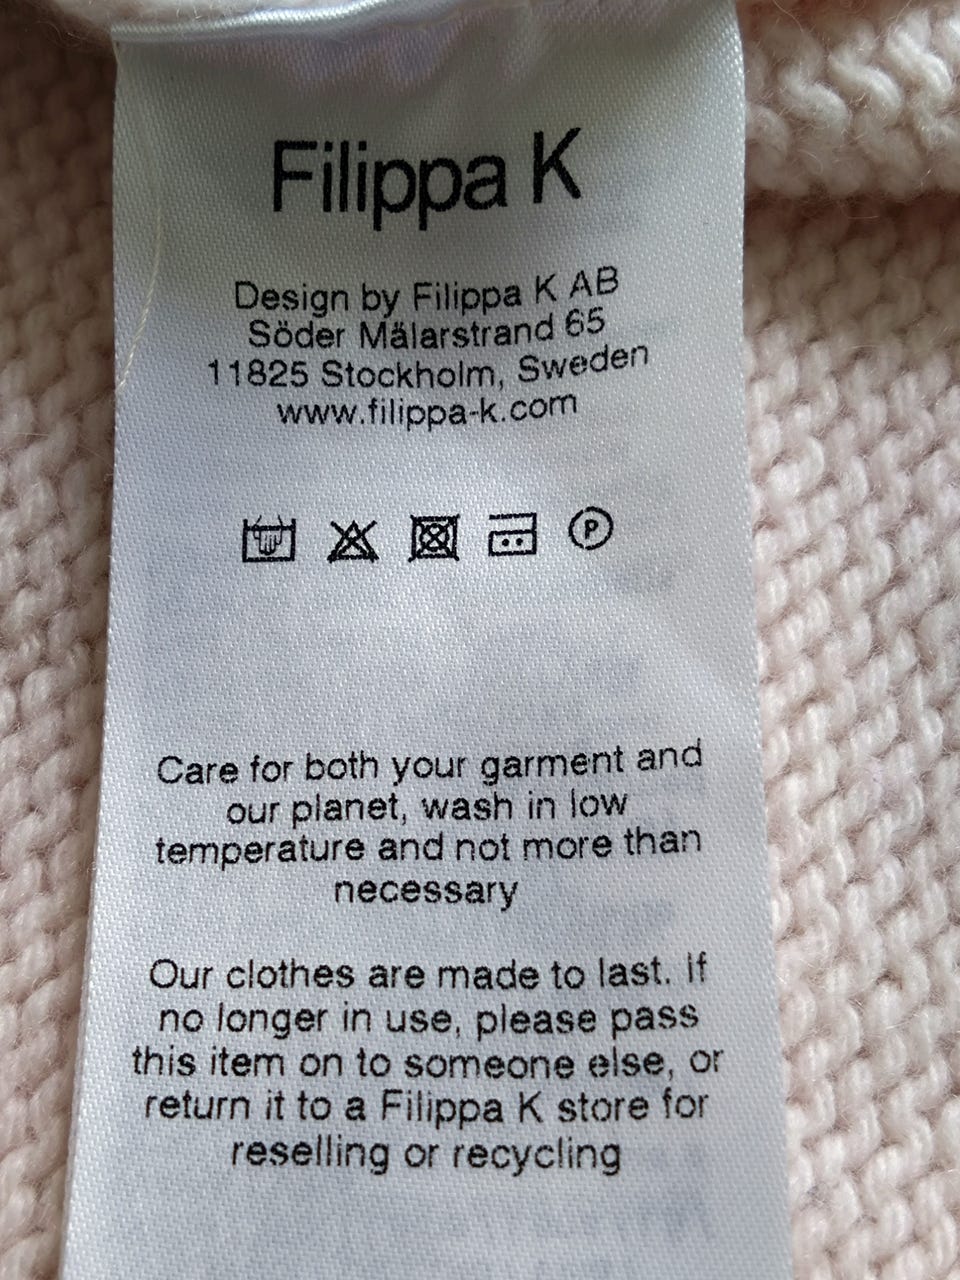 Filippa K
Design by Filippa K AB
Söder Mälarstrand 65
11825 Stockholm, Sweden
www.filippa-k.com
P
Care for both your garment and
our planet, wash in low
temperature and not more than
necessary
Our clothes are made to last. If
no longer in use, please pass
this item on to someone else, or
return it to a Filippa K store for
reselling or recycling